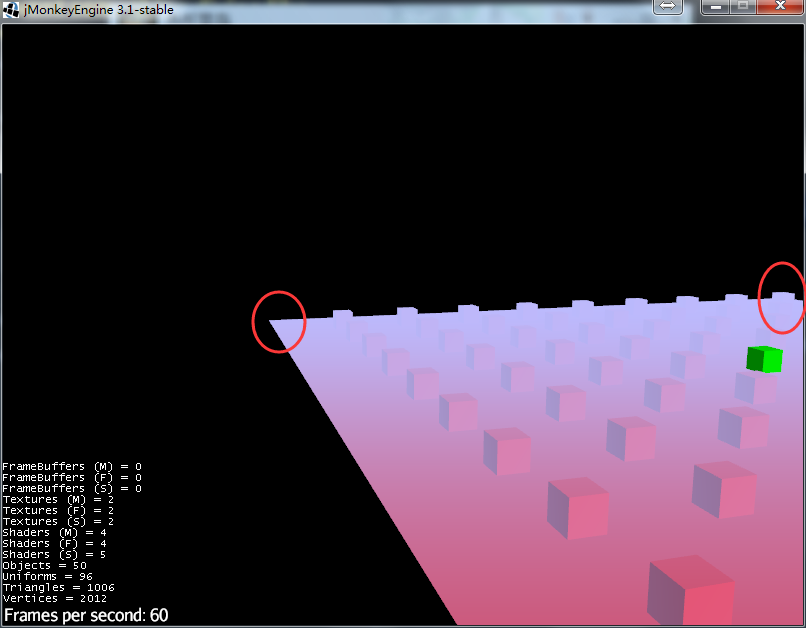 jMonkeyEngine 3.1-stable
FrameBuffers (M) = 0
FrameBuffers (F) = 0
FrameBuffers (S) = 0
Textures (M) = 2
Textures (F) = 2
Textures (S) = 2
Shaders (M) = 4
Shaders (F) = 4
Shaders (S) = 5
Objects = 50
Uniforms = 96
Triangles = 1006
Vertices = 2012
Frames per second: 60